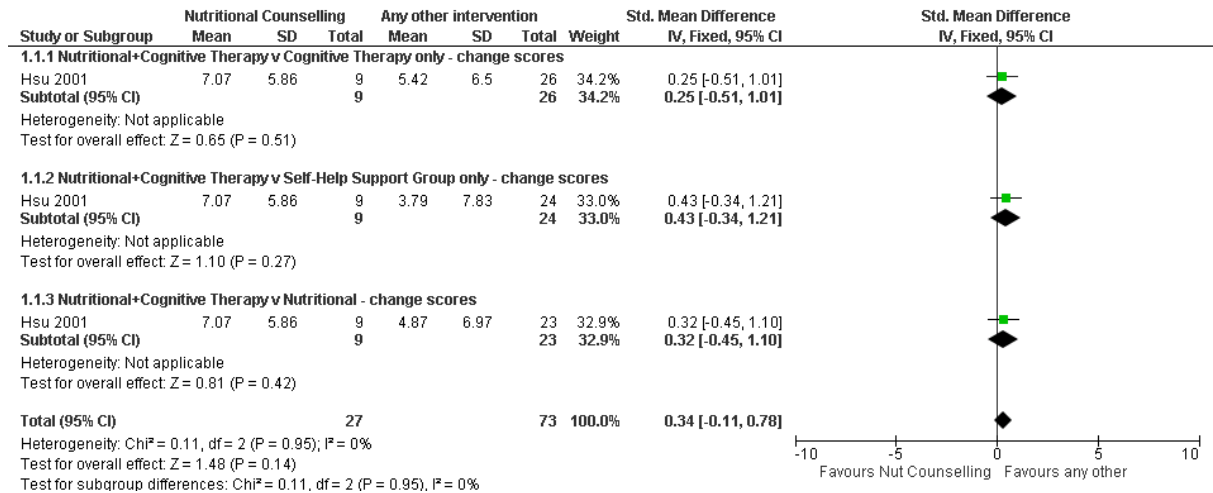 Nutritional Counselling Any other intervention Std. Mean Difference Std. Mean Difference
Study or Subgroup Mean SD Total Mean SD Total Weight IV, Fixed, 95% CI IV, Fixed, 95% CI
1.1.1 Nutritional+Cognitive Therapy v Cognitive Therapy only - change scores
Hsu 2001 7.07 5.86 9 5.42 6.5 26 34.2% 0.25 [-0.51, 1.01]
Subtotal (95% CI) 9 26 34.2% 0.25 [-0.51, 1.01]
Heterogeneity: Not applicable
Test for overall effect: Z = 0.65 (P = 0.51)
1.1.2 Nutritional+Cognitive Therapy v Self-Help Support Group only - change scores
Hsu 2001 7.07 5.86 9 3.79 7.83 24 33.0% 0.43 [-0.34, 1.21]
Subtotal (95% CI) 9 24 33.0% 0.43 [-0.34, 1.21]
Heterogeneity: Not applicable
Test for overall effect: Z = 1.10 (P = 0.27)
1.1.3 Nutritional+Cognitive Therapy v Nutritional - change scores
Hsu 2001 7.07 5.86 9 4.87 6.97 23 32.9% 0.32 [-0.45, 1.10]
Subtotal (95% CI) 9 23 32.9% 0.32 [-0.45, 1.10]
Heterogeneity: Not applicable
Test for overall effect: Z = 0.81 (P = 0.42)
Total (95% CI) 27 73 100.0% 0.34 [-0.11, 0.78]
Heterogeneity: Chi² = 0.11, df = 2 (P = 0.95); I² = 0%
Test for overall effect: Z = 1.48 (P = 0.14)
Test for subgroup differences: Chi² = 0.11, df = 2 (P = 0.95), I² = 0%
-10 -5 0 5 10
Favours Nut Counselling Favours any other